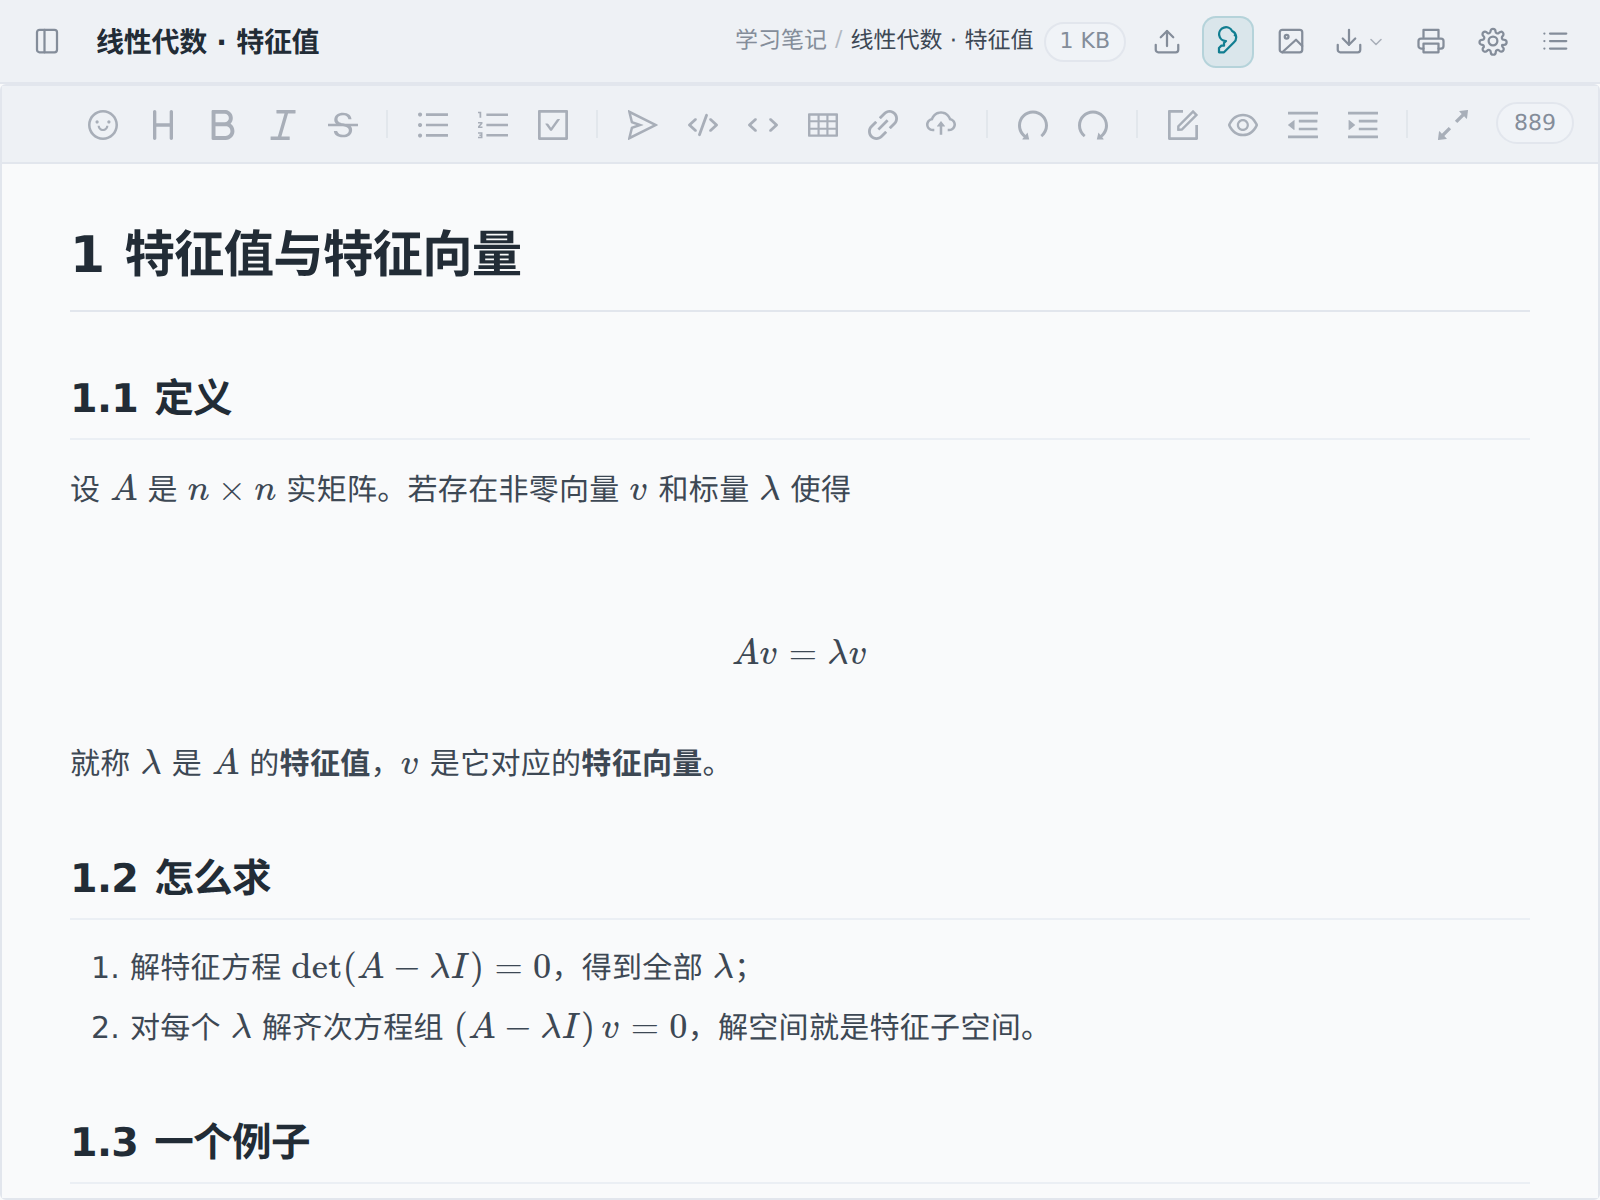 线性代数 · 特征值
学习笔记 / 线性代数 · 特征值 1 KB
889
1 特征值与特征向量
1.1 定义
设 A 是 n × n 实矩阵。若存在非零向量 v 和标量 λ 使得
Av = λv
就称 λ 是 A 的特征值，v 是它对应的特征向量。
1.2 怎么求
1. 解特征方程 det(A − λI) = 0，得到全部 λ；
2. 对每个 λ 解齐次方程组 (A − λI) v = 0，解空间就是特征子空间。
1.3 一个例子